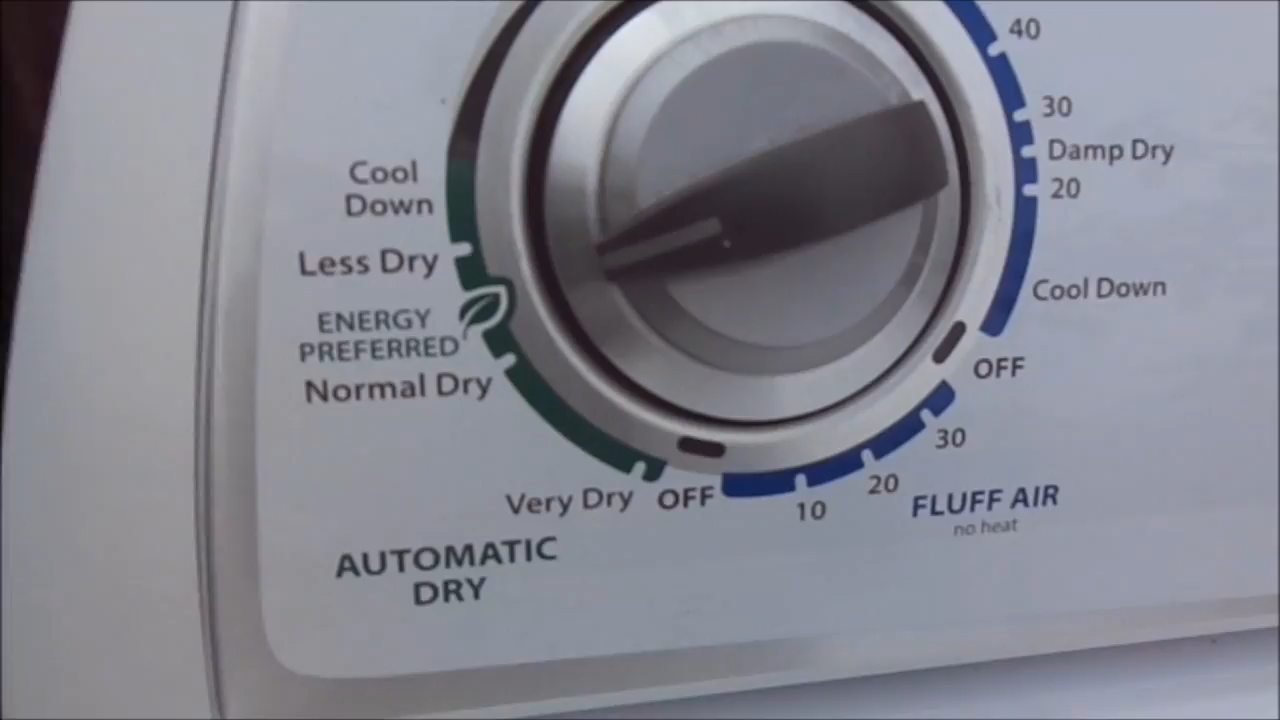 Cool
Down
Less Dry
ENERGY
PREFERRED
Normal Dry
Very Dry
OFF
AUTOMATIC
DRY
40
30
Damp Dry
20
Cool Down
OFF
30
20
10
FLUFF AIR
no heat